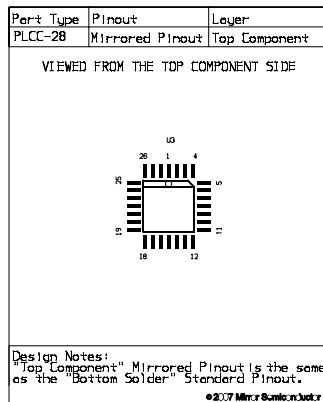 Part Type Pinout Layer
PLCC-28 Mirrored Pinout Top Component
VIEWED FROM THE TOP COMPONENT SIDE
U3
26 1 4
25 5
19 11
18 12
Design Notes:
"Top Component" Mirrored Pinout is the same
as the "Bottom Solder" Standard Pinout.
©2007 Mirror Semiconductor